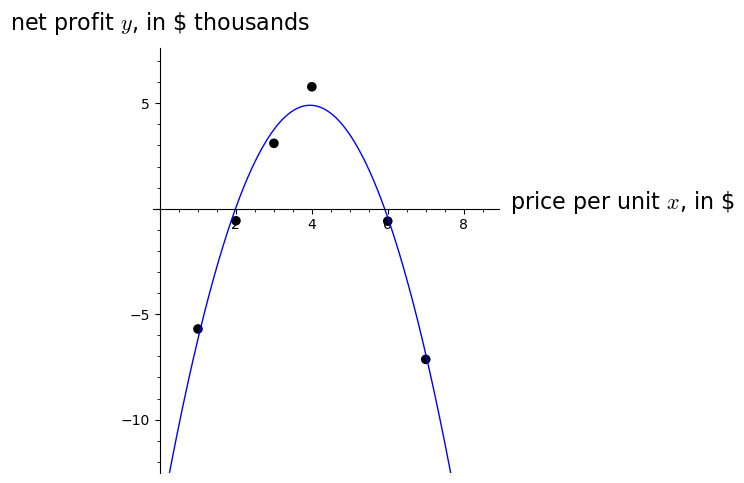 net profit y, in $ thousands
5
price per unit x, in $
2 4 6 8
−5
−10